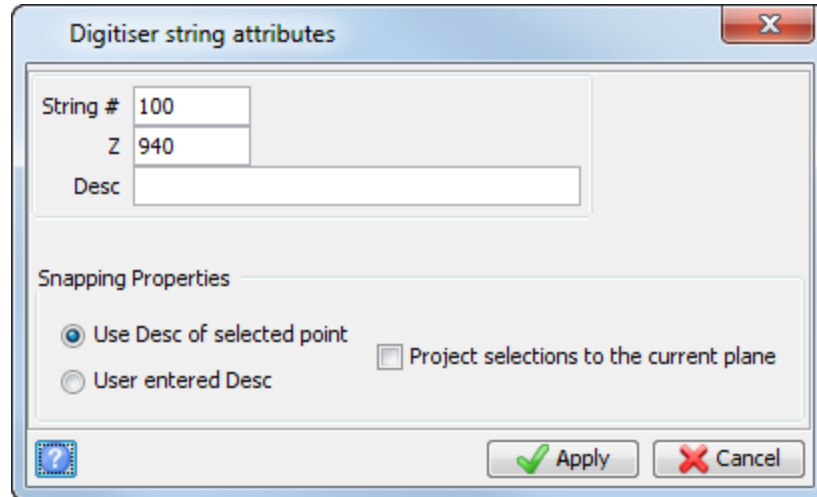 Digitiser string attributes
String # 100
Z 940
Desc
Snapping Properties
Use Desc of selected point
Project selections to the current plane
User entered Desc
? Apply Cancel